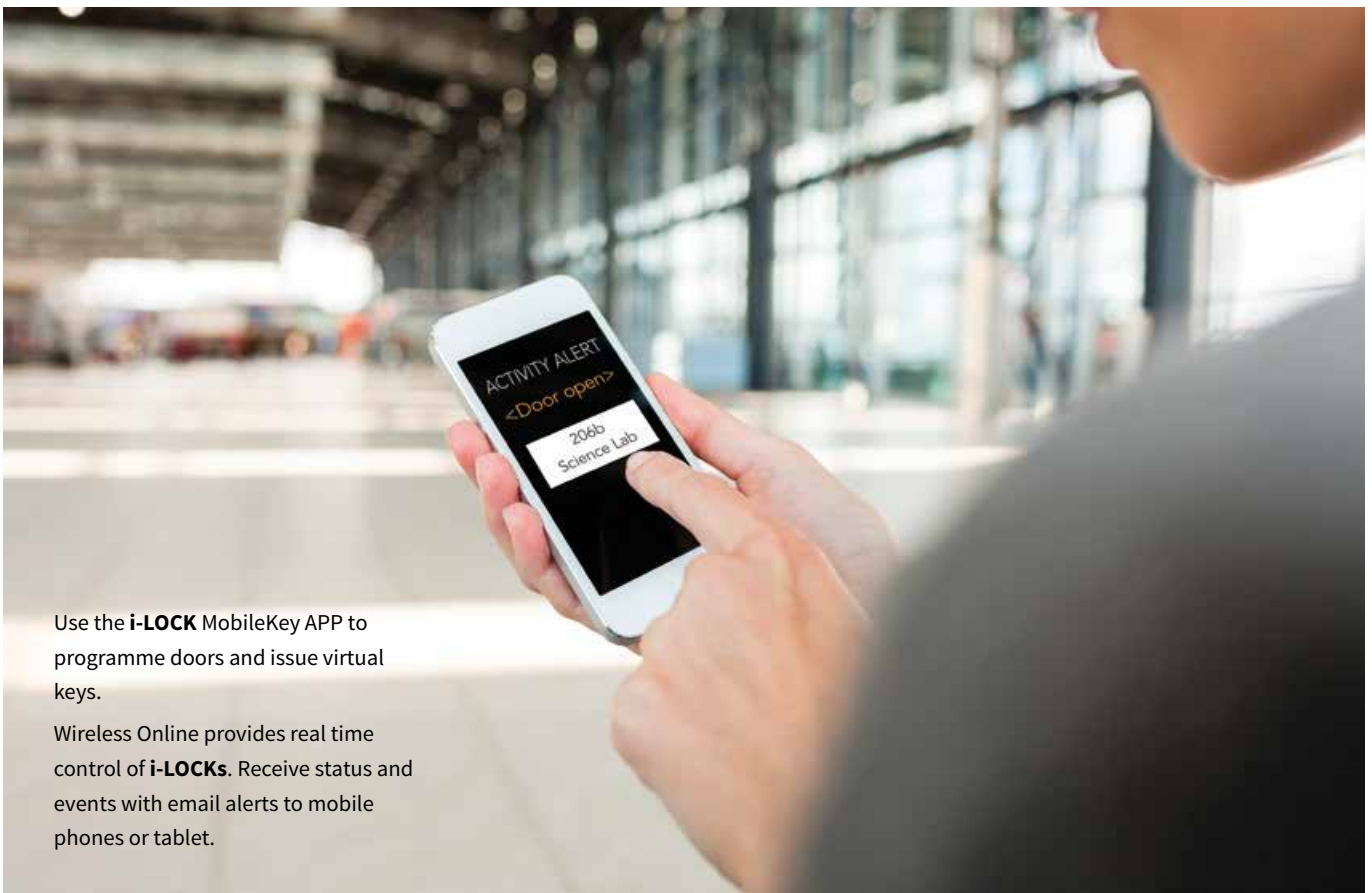 ACTIVITY ALERT
<Door open>
206b
Science Lab
Use the i-LOCK MobileKey APP to
programme doors and issue virtual
keys.
Wireless Online provides real time
control of i-LOCKs. Receive status and
events with email alerts to mobile
phones or tablet.